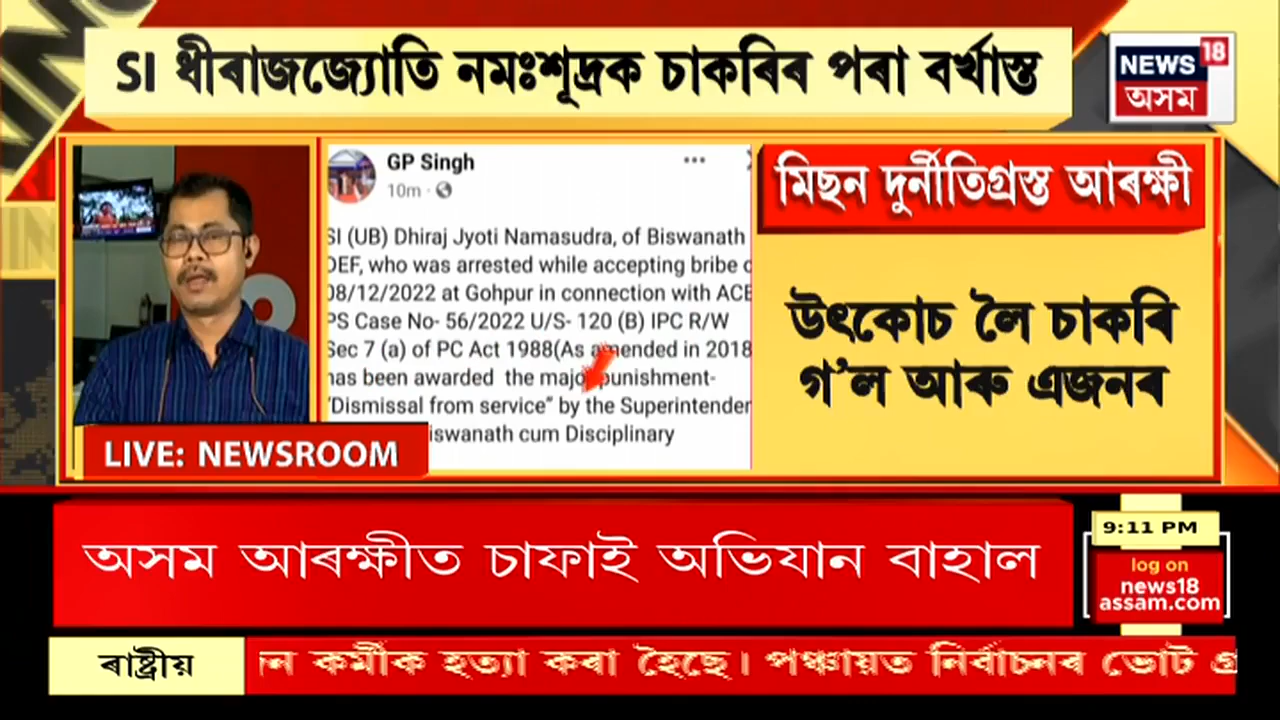 SI ধীৰাজজ্যোতি নমঃশূদ্ৰক চাকৰিৰ পৰা বৰ্খাস্ত
NEWS 18
অসম
GP Singh
10m
SI (UB) Dhiraj Jyoti Namasudra, of Biswanath
DEF, who was arrested while accepting bribe
08/12/2022 at Gohpur in connection with
PS Case No- 56/2022 U/S- 120 (B) IPC R/W
Sec 7 (a) of PC Act 1988(As amended in 2018
has been awarded the major punishment-
"Dismissal from service" by the
cum Disciplinary
মিছন দুৰ্নীতিগ্ৰস্ত আৰক্ষী
উৎকোচ লৈ চাকৰি
গ'ল আৰু এজনৰ
LIVE: NEWSROOM
অসম আৰক্ষীত চাফাই অভিযান বাহাল
9:11 PM
log on
news18
assam.com
ৰাষ্ট্ৰীয়
কৰ্মীক হত্যা কৰা হৈছে। পঞ্চায়ত নিৰ্বাচনৰ ভোট